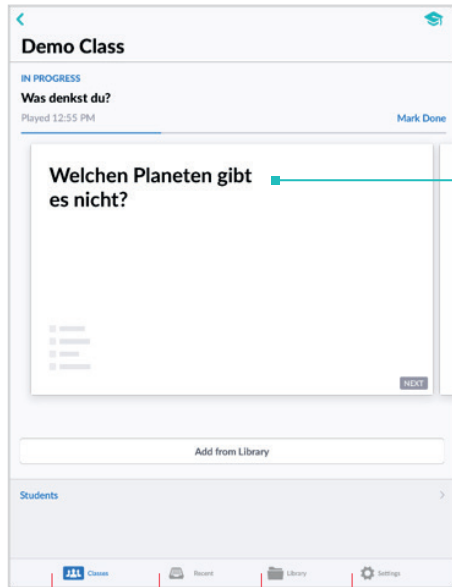 Demo Class
IN PROGRESS
Was denkst du?
Played 12:55 PM
Mark Done
Welchen Planeten gibt
es nicht?
NEXT
Add from Library
Students
Classes
Recent
Library
Settings